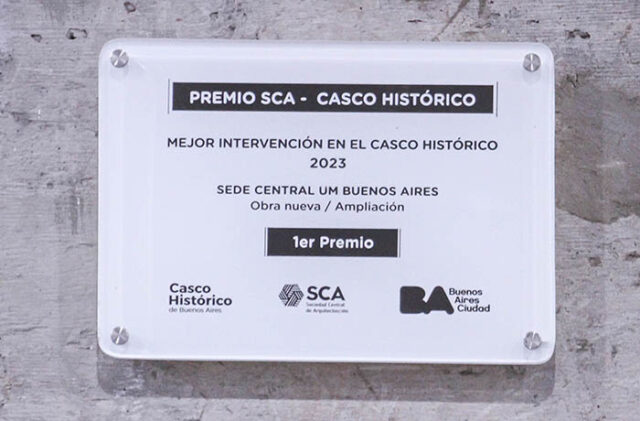 PREMIO SCA - CASCO HISTÓRICO
MEJOR INTERVENCIÓN EN EL CASCO HISTÓRICO
2023
SEDE CENTRAL UM BUENOS AIRES
Obra nueva / Ampliación
1er Premio
Casco
Histórico
de Buenos Aires
SCA
Sociedad Central
de Arquitectos
BA
Buenos
Aires
Ciudad